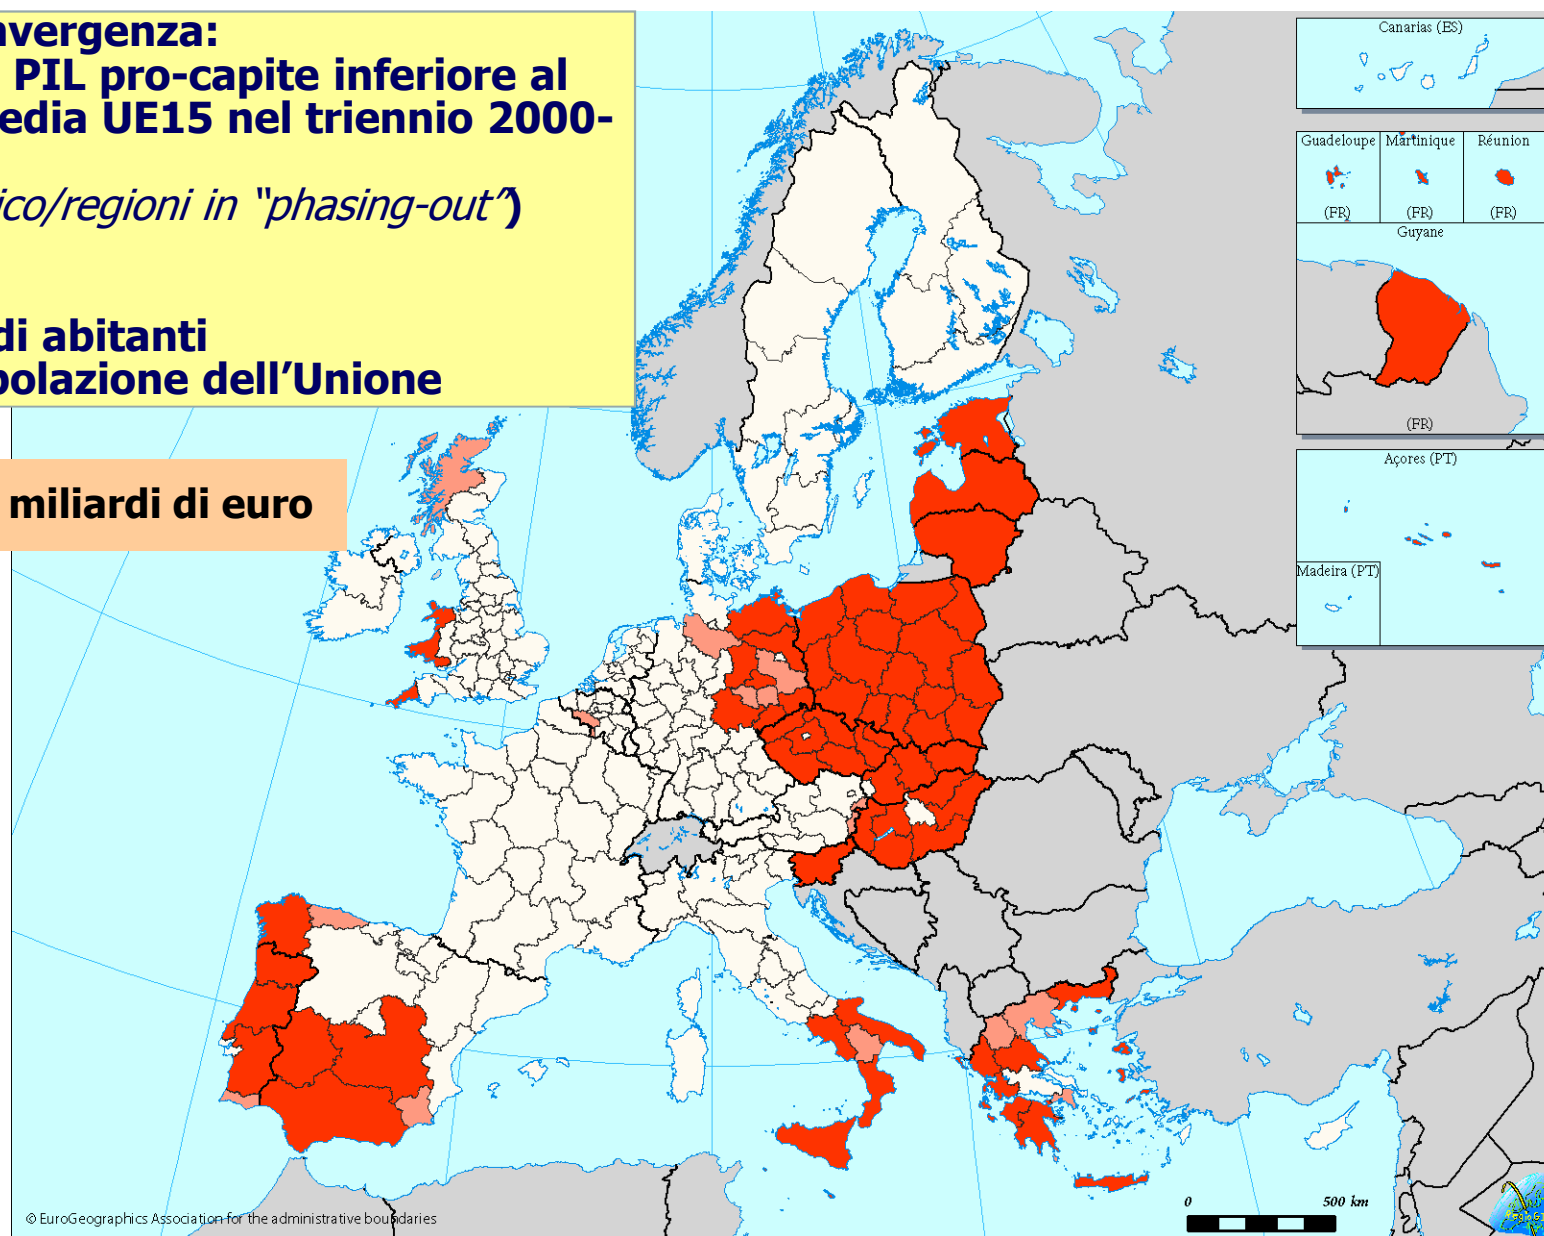 nvergenza:
PIL pro-capite inferiore al
edia UE15 nel triennio 2000-
ico/regioni in “phasing-out”)
di abitanti
polazione dell’Unione
miliardi di euro
Canarias (ES)
Guadeloupe
Martinique
Réunion
(FR)
(FR)
(FR)
Guyane
(FR)
Açores (PT)
Madeira (PT)
0
500 km
© EuroGeographics Association for the administrative boundaries